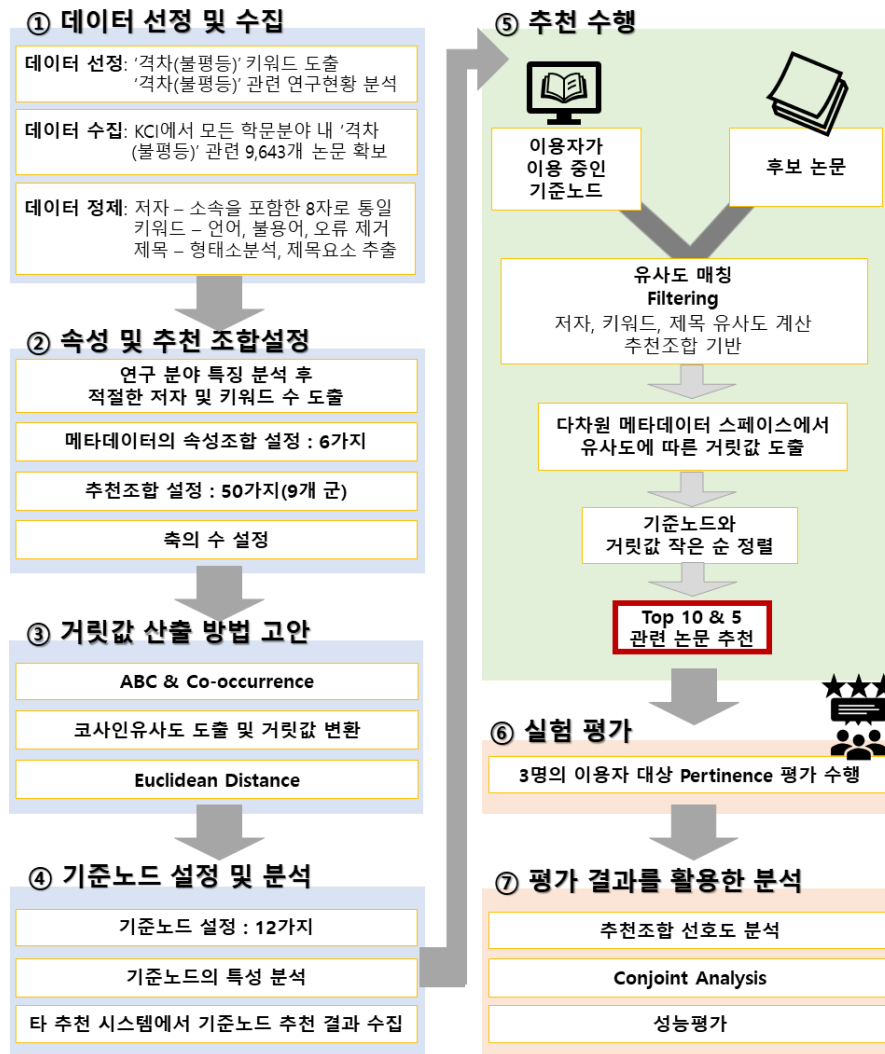 ① 데이터 선정 및 수집
데이터 선정: ‘격차(불평등)’ 키워드 도출
‘격차(불평등)’ 관련 연구현황 분석
데이터 수집: KCI에서 모든 학문분야 내 ‘격차
(불평등)’ 관련 9,643개 논문 확보
데이터 정제: 저자 – 소속을 포함한 8자로 통일
키워드 – 언어, 불용어, 오류 제거
제목 – 형태소분석, 제목요소 추출
② 속성 및 추천 조합설정
연구 분야 특징 분석 후
적절한 저자 및 키워드 수 도출
메타데이터의 속성조합 설정 : 6가지
추천조합 설정 : 50가지(9개 군)
축의 수 설정
③ 거릿값 산출 방법 고안
ABC & Co-occurrence
코사인유사도 도출 및 거릿값 변환
Euclidean Distance
④ 기준노드 설정 및 분석
기준노드 설정 : 12가지
기준노드의 특성 분석
타 추천 시스템에서 기준노드 추천 결과 수집
⑤ 추천 수행
이용자가
이용 중인
기준노드
후보 논문
유사도 매칭
Filtering
저자, 키워드, 제목 유사도 계산
추천조합 기반
다차원 메타데이터 스페이스에서
유사도에 따른 거릿값 도출
기준노드와
거릿값 작은 순 정렬
Top 10 & 5
관련 논문 추천
⑥ 실험 평가
3명의 이용자 대상 Pertinence 평가 수행
⑦ 평가 결과를 활용한 분석
추천조합 선호도 분석
Conjoint Analysis
성능평가